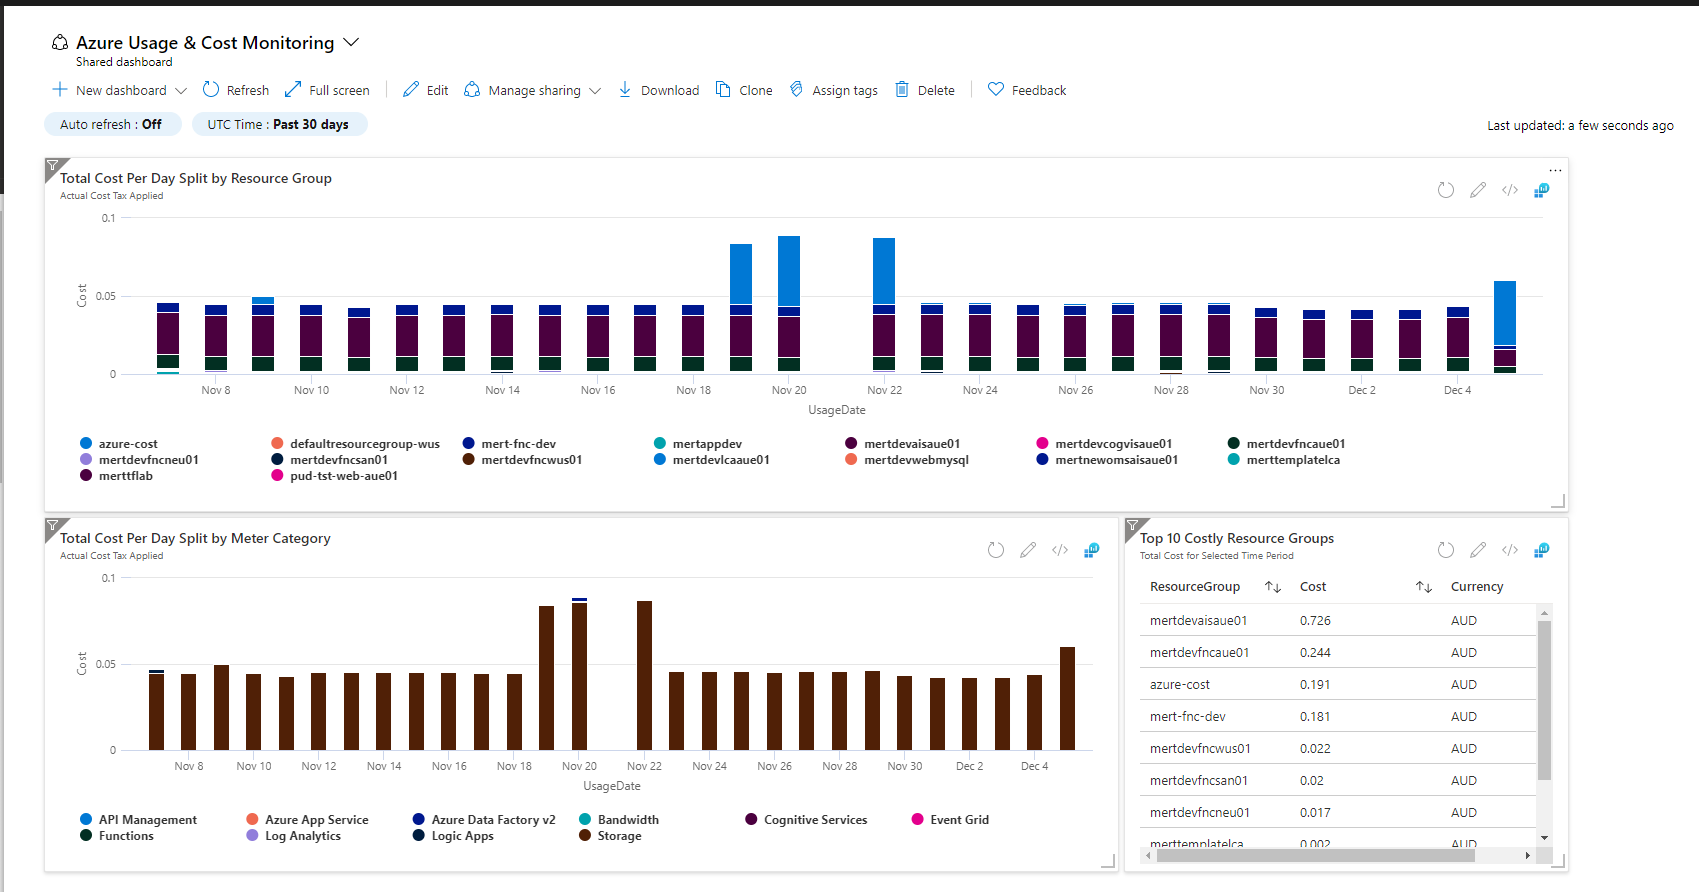 Azure Usage & Cost Monitoring
Shared dashboard
New dashboard Refresh Full screen Edit Manage sharing Download Clone Assign tags Delete Feedback
Auto refresh : Off UTC Time : Past 30 days
Last updated: a few seconds ago
Total Cost Per Day Split by Resource Group
Actual Cost Tax Applied
0.1
Cost
0.05
0
Nov 8 Nov 10 Nov 12 Nov 14 Nov 16 Nov 18 Nov 20 Nov 22 Nov 24 Nov 26 Nov 28 Nov 30 Dec 2 Dec 4
UsageDate
azure-cost defaultresourcegroup-wus mert-fnc-dev mertappdev mertdevaisaue01 mertdevcogvisaue01 mertdevfncaue01
mertdevfncneu01 mertdevfncsan01 mertdevfncwus01 mertdevlcaaue01 mertdevwebmysql mertnewomsaisaue01 merttemplatelca
merttflab pud-tst-web-aue01
Total Cost Per Day Split by Meter Category
Actual Cost Tax Applied
0.1
Cost
0.05
0
Nov 8 Nov 10 Nov 12 Nov 14 Nov 16 Nov 18 Nov 20 Nov 22 Nov 24 Nov 26 Nov 28 Nov 30 Dec 2 Dec 4
UsageDate
API Management Azure App Service Azure Data Factory v2 Bandwidth Cognitive Services Event Grid
Functions Log Analytics Logic Apps Storage
Top 10 Costly Resource Groups
Total Cost for Selected Time Period
ResourceGroup Cost Currency
mertdevaisaue01 0.726 AUD
mertdevfncaue01 0.244 AUD
azure-cost 0.191 AUD
mert-fnc-dev 0.181 AUD
mertdevfncwus01 0.022 AUD
mertdevfncsan01 0.02 AUD
mertdevfncneu01 0.017 AUD
merttemplatelca 0.002 AUD